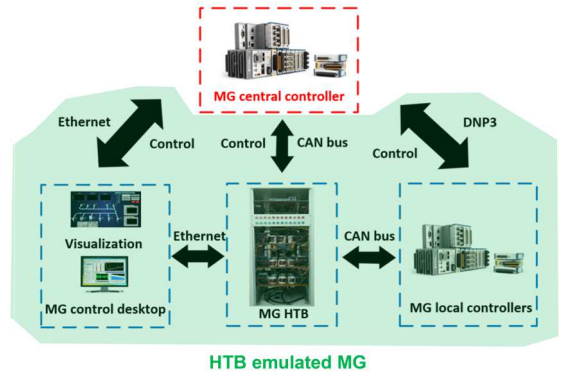 MG central controller
Ethernet
Control
Control
CAN bus
DNP3
Control
Visualization
MG control desktop
Ethernet
MG HTB
CAN bus
MG local controllers
HTB emulated MG